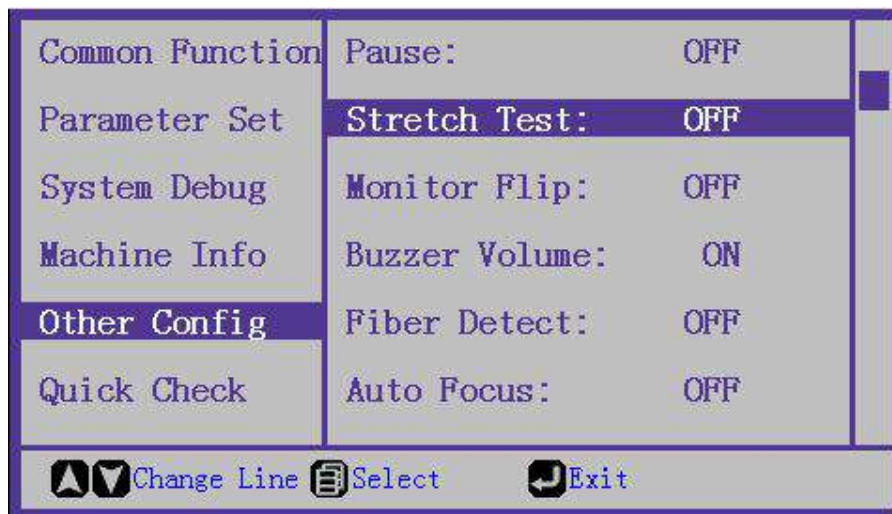 Common Function Pause: OFF
Parameter Set Stretch Test: OFF
System Debug Monitor Flip: OFF
Machine Info Buzzer Volume: ON
Other Config Fiber Detect: OFF
Quick Check Auto Focus: OFF
Change Line Select Exit